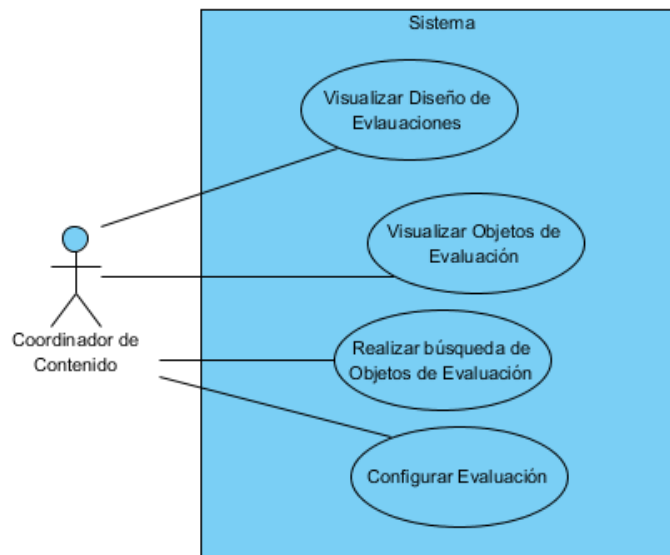 Sistema
Visualizar Diseño de
Evlauaciones
Visualizar Objetos de
Evaluación
Coordinador de
Contenido
Realizar búsqueda de
Objetos de Evaluación
Configurar Evaluación